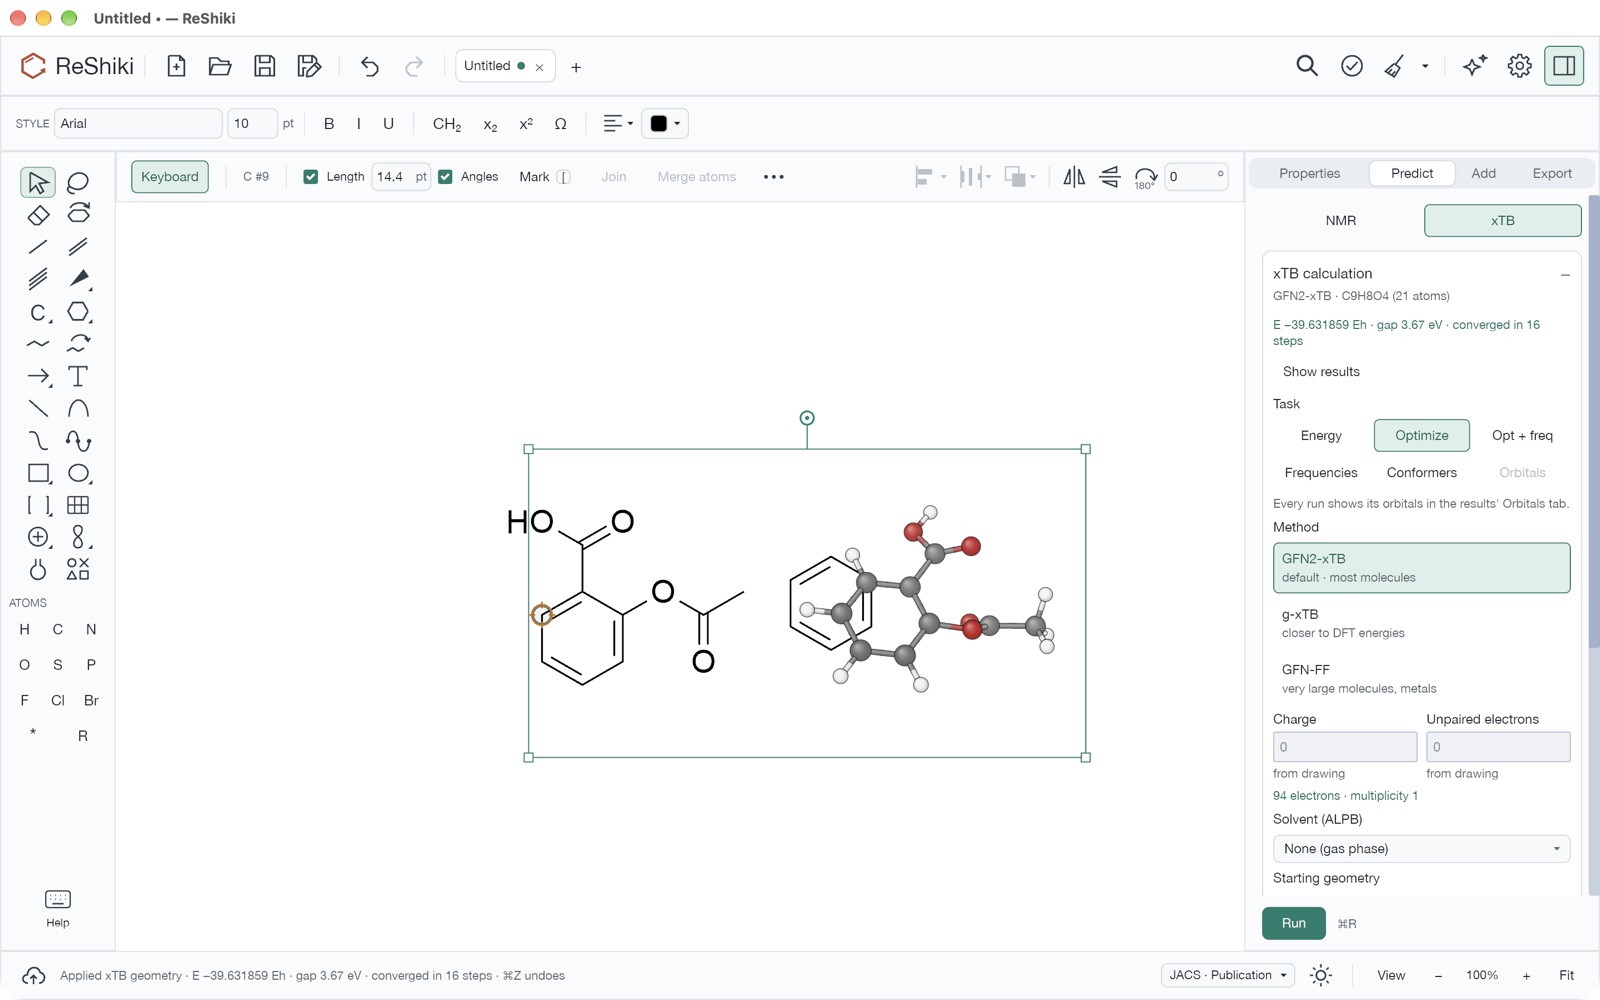 Untitled • — ReShiki
ReShiki
Untitled
STYLE Arial 10 pt B I U CH₂ x₂ x² Ω
Keyboard C #9 Length 14.4 pt Angles Mark [ Join Merge atoms ••• 180° 0 °
Properties Predict Add Export
NMR xTB
xTB calculation
GFN2-xTB · C9H8O4 (21 atoms)
E −39.631859 Eh · gap 3.67 eV · converged in 16
steps
Show results
Task
Energy Optimize Opt + freq
Frequencies Conformers Orbitals
Every run shows its orbitals in the results' Orbitals tab.
Method
GFN2-xTB
default · most molecules
g-xTB
closer to DFT energies
GFN-FF
very large molecules, metals
Charge Unpaired electrons
0 0
from drawing from drawing
94 electrons · multiplicity 1
Solvent (ALPB)
None (gas phase)
Starting geometry
Run ⌘R
C
T
ATOMS
H C N
O S P
F Cl Br
* R
Help
HO O
O
O
Applied xTB geometry · E −39.631859 Eh · gap 3.67 eV · converged in 16 steps · ⌘Z undoes
JACS · Publication View − 100% + Fit